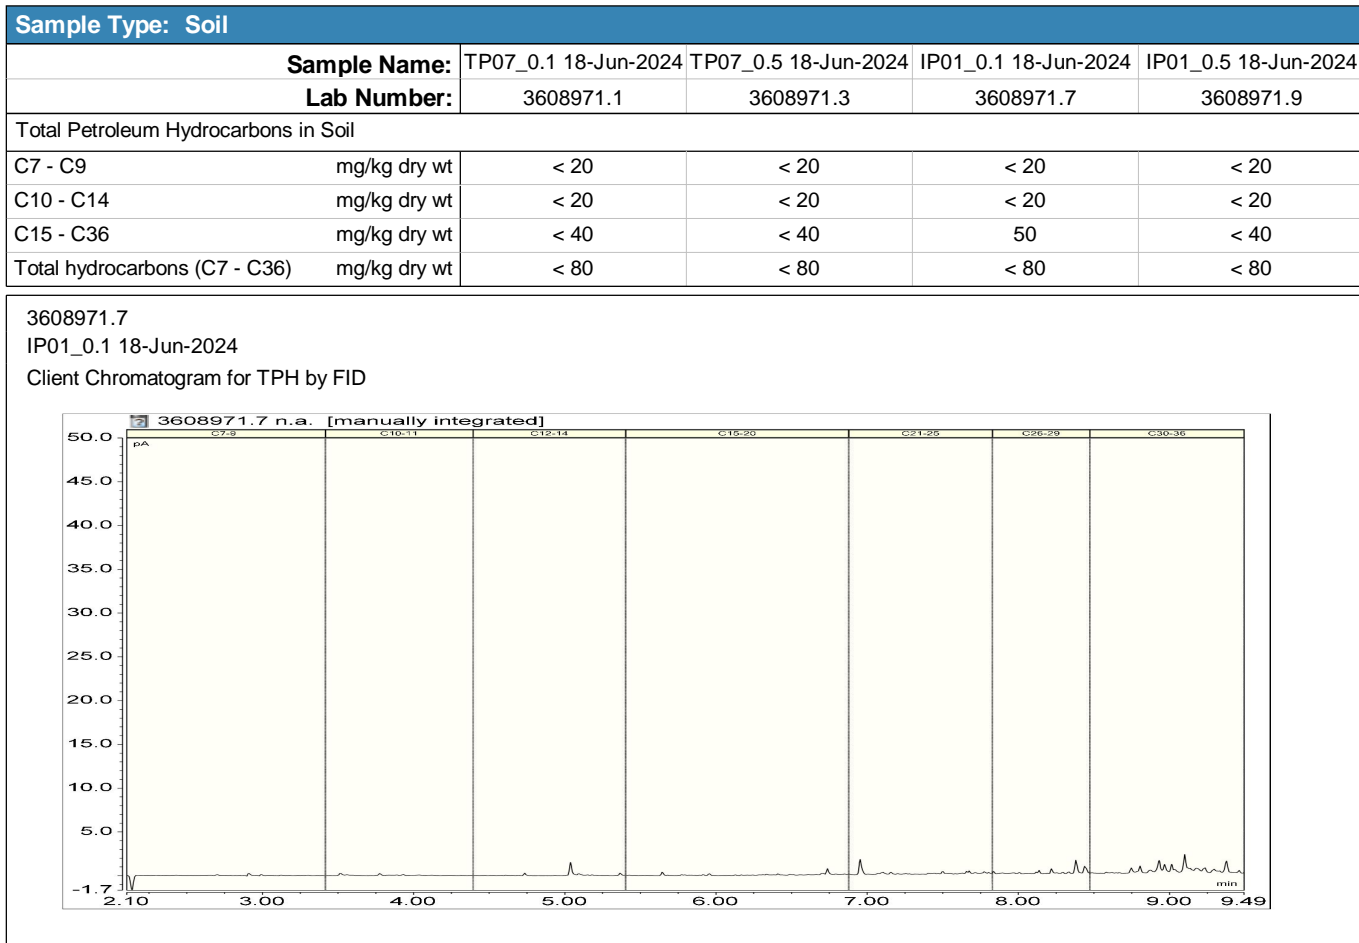 Sample Type: Soil
Sample Name: TP07_0.1 18-Jun-2024 TP07_0.5 18-Jun-2024 IP01_0.1 18-Jun-2024 IP01_0.5 18-Jun-2024
Lab Number: 3608971.1 3608971.3 3608971.7 3608971.9
Total Petroleum Hydrocarbons in Soil
C7 - C9 mg/kg dry wt < 20 < 20 < 20 < 20
C10 - C14 mg/kg dry wt < 20 < 20 < 20 < 20
C15 - C36 mg/kg dry wt < 40 < 40 50 < 40
Total hydrocarbons (C7 - C36) mg/kg dry wt < 80 < 80 < 80 < 80
3608971.7
IP01_0.1 18-Jun-2024
Client Chromatogram for TPH by FID
3608971.7 n.a. [manually integrated]
C7-9 C10-11 C12-14 C15-20 C21-25 C26-29 C30-36
50.0
pA
45.0
40.0
35.0
30.0
25.0
20.0
15.0
10.0
5.0
-1.7
min
2.10 3.00 4.00 5.00 6.00 7.00 8.00 9.00 9.49